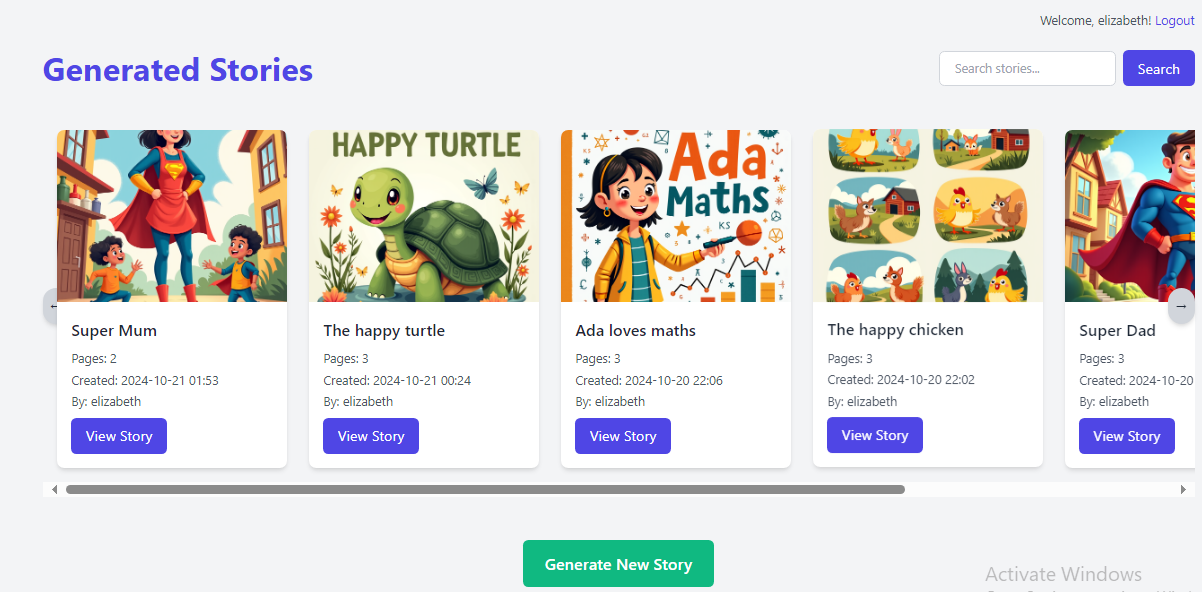 Welcome, elizabeth! Logout
Generated Stories
Search stories...
Search
HAPPY TURTLE
Ada
Maths
KS
←
→
Super Mum
Pages: 2
Created: 2024-10-21 01:53
By: elizabeth
View Story
The happy turtle
Pages: 3
Created: 2024-10-21 00:24
By: elizabeth
View Story
Ada loves maths
Pages: 3
Created: 2024-10-20 22:06
By: elizabeth
View Story
The happy chicken
Pages: 3
Created: 2024-10-20 22:02
By: elizabeth
View Story
Super Dad
Pages: 3
Created: 2024-10-20
By: elizabeth
View Story
Generate New Story
Activate Windows